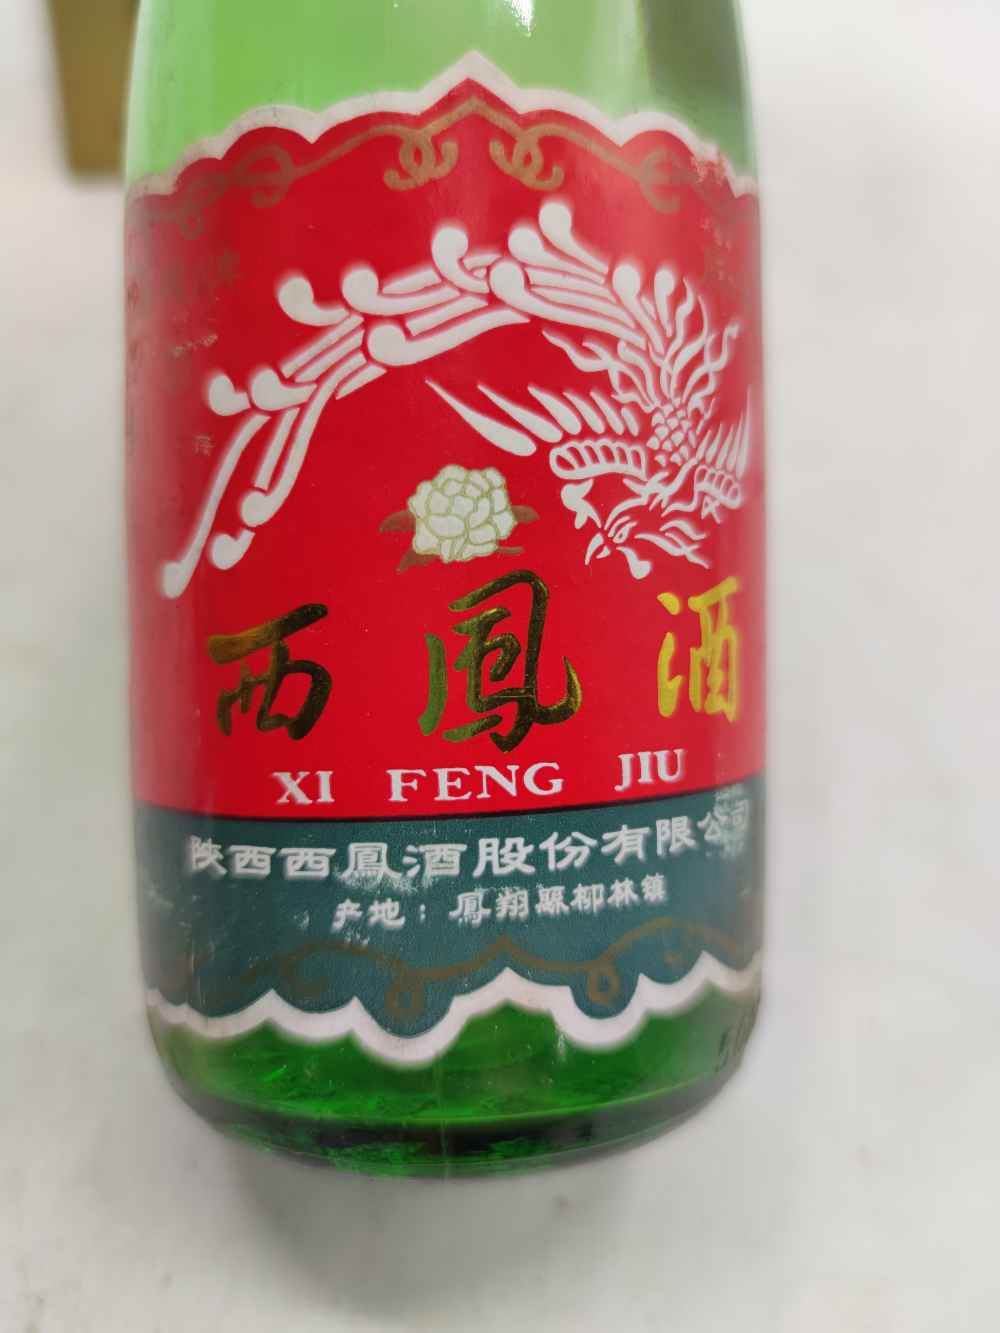 西鳳酒
XI FENG JIU
陕西西鳳酒股份有限公司
产地：鳳翔縣柳林镇